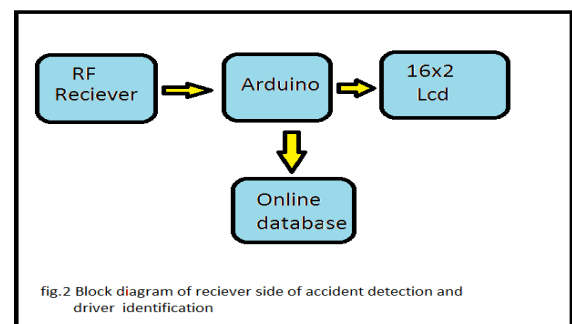 RF
Reciever
Arduino
16x2
Lcd
Online
database
fig.2 Block diagram of reciever side of accident detection and
driver identification